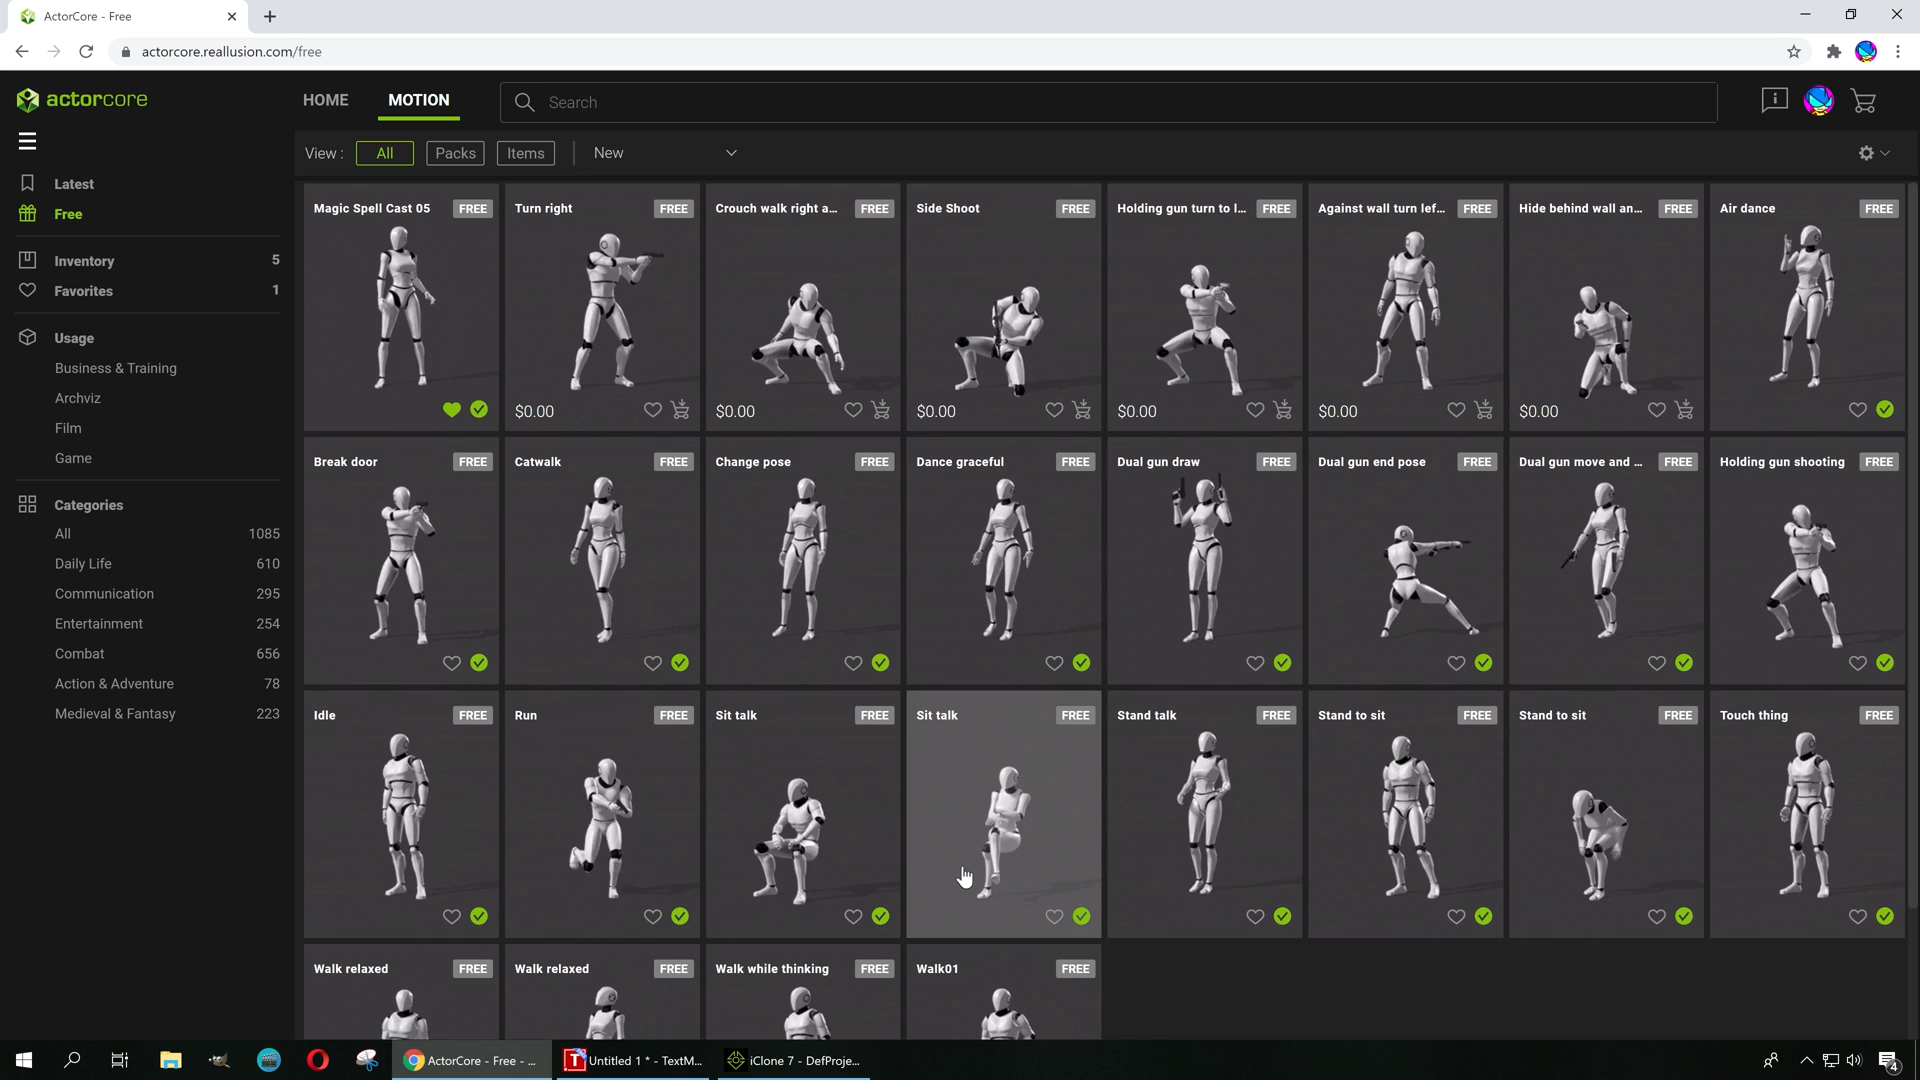 ActorCore - Free
actorcore.reallusion.com/free
actorcore
HOME
MOTION
Search
View :
All
Packs
Items
New
Latest
Free
Inventory 5
Favorites 1
Usage
Business & Training
Archviz
Film
Game
Categories
All 1085
Daily Life 610
Communication 295
Entertainment 254
Combat 656
Action & Adventure 78
Medieval & Fantasy 223
Magic Spell Cast 05 FREE
Turn right FREE
$0.00
Crouch walk right a... FREE
$0.00
Side Shoot FREE
$0.00
Holding gun turn to l... FREE
$0.00
Against wall turn lef... FREE
$0.00
Hide behind wall an... FREE
$0.00
Air dance FREE
Break door FREE
Catwalk FREE
Change pose FREE
Dance graceful FREE
Dual gun draw FREE
Dual gun end pose FREE
Dual gun move and ... FREE
Holding gun shooting FREE
Idle FREE
Run FREE
Sit talk FREE
Sit talk FREE
Stand talk FREE
Stand to sit FREE
Stand to sit FREE
Touch thing FREE
Walk relaxed FREE
Walk relaxed FREE
Walk while thinking FREE
Walk01 FREE
ActorCore - Free - ...
Untitled 1 * - TextM...
iClone 7 - DefProje...
4